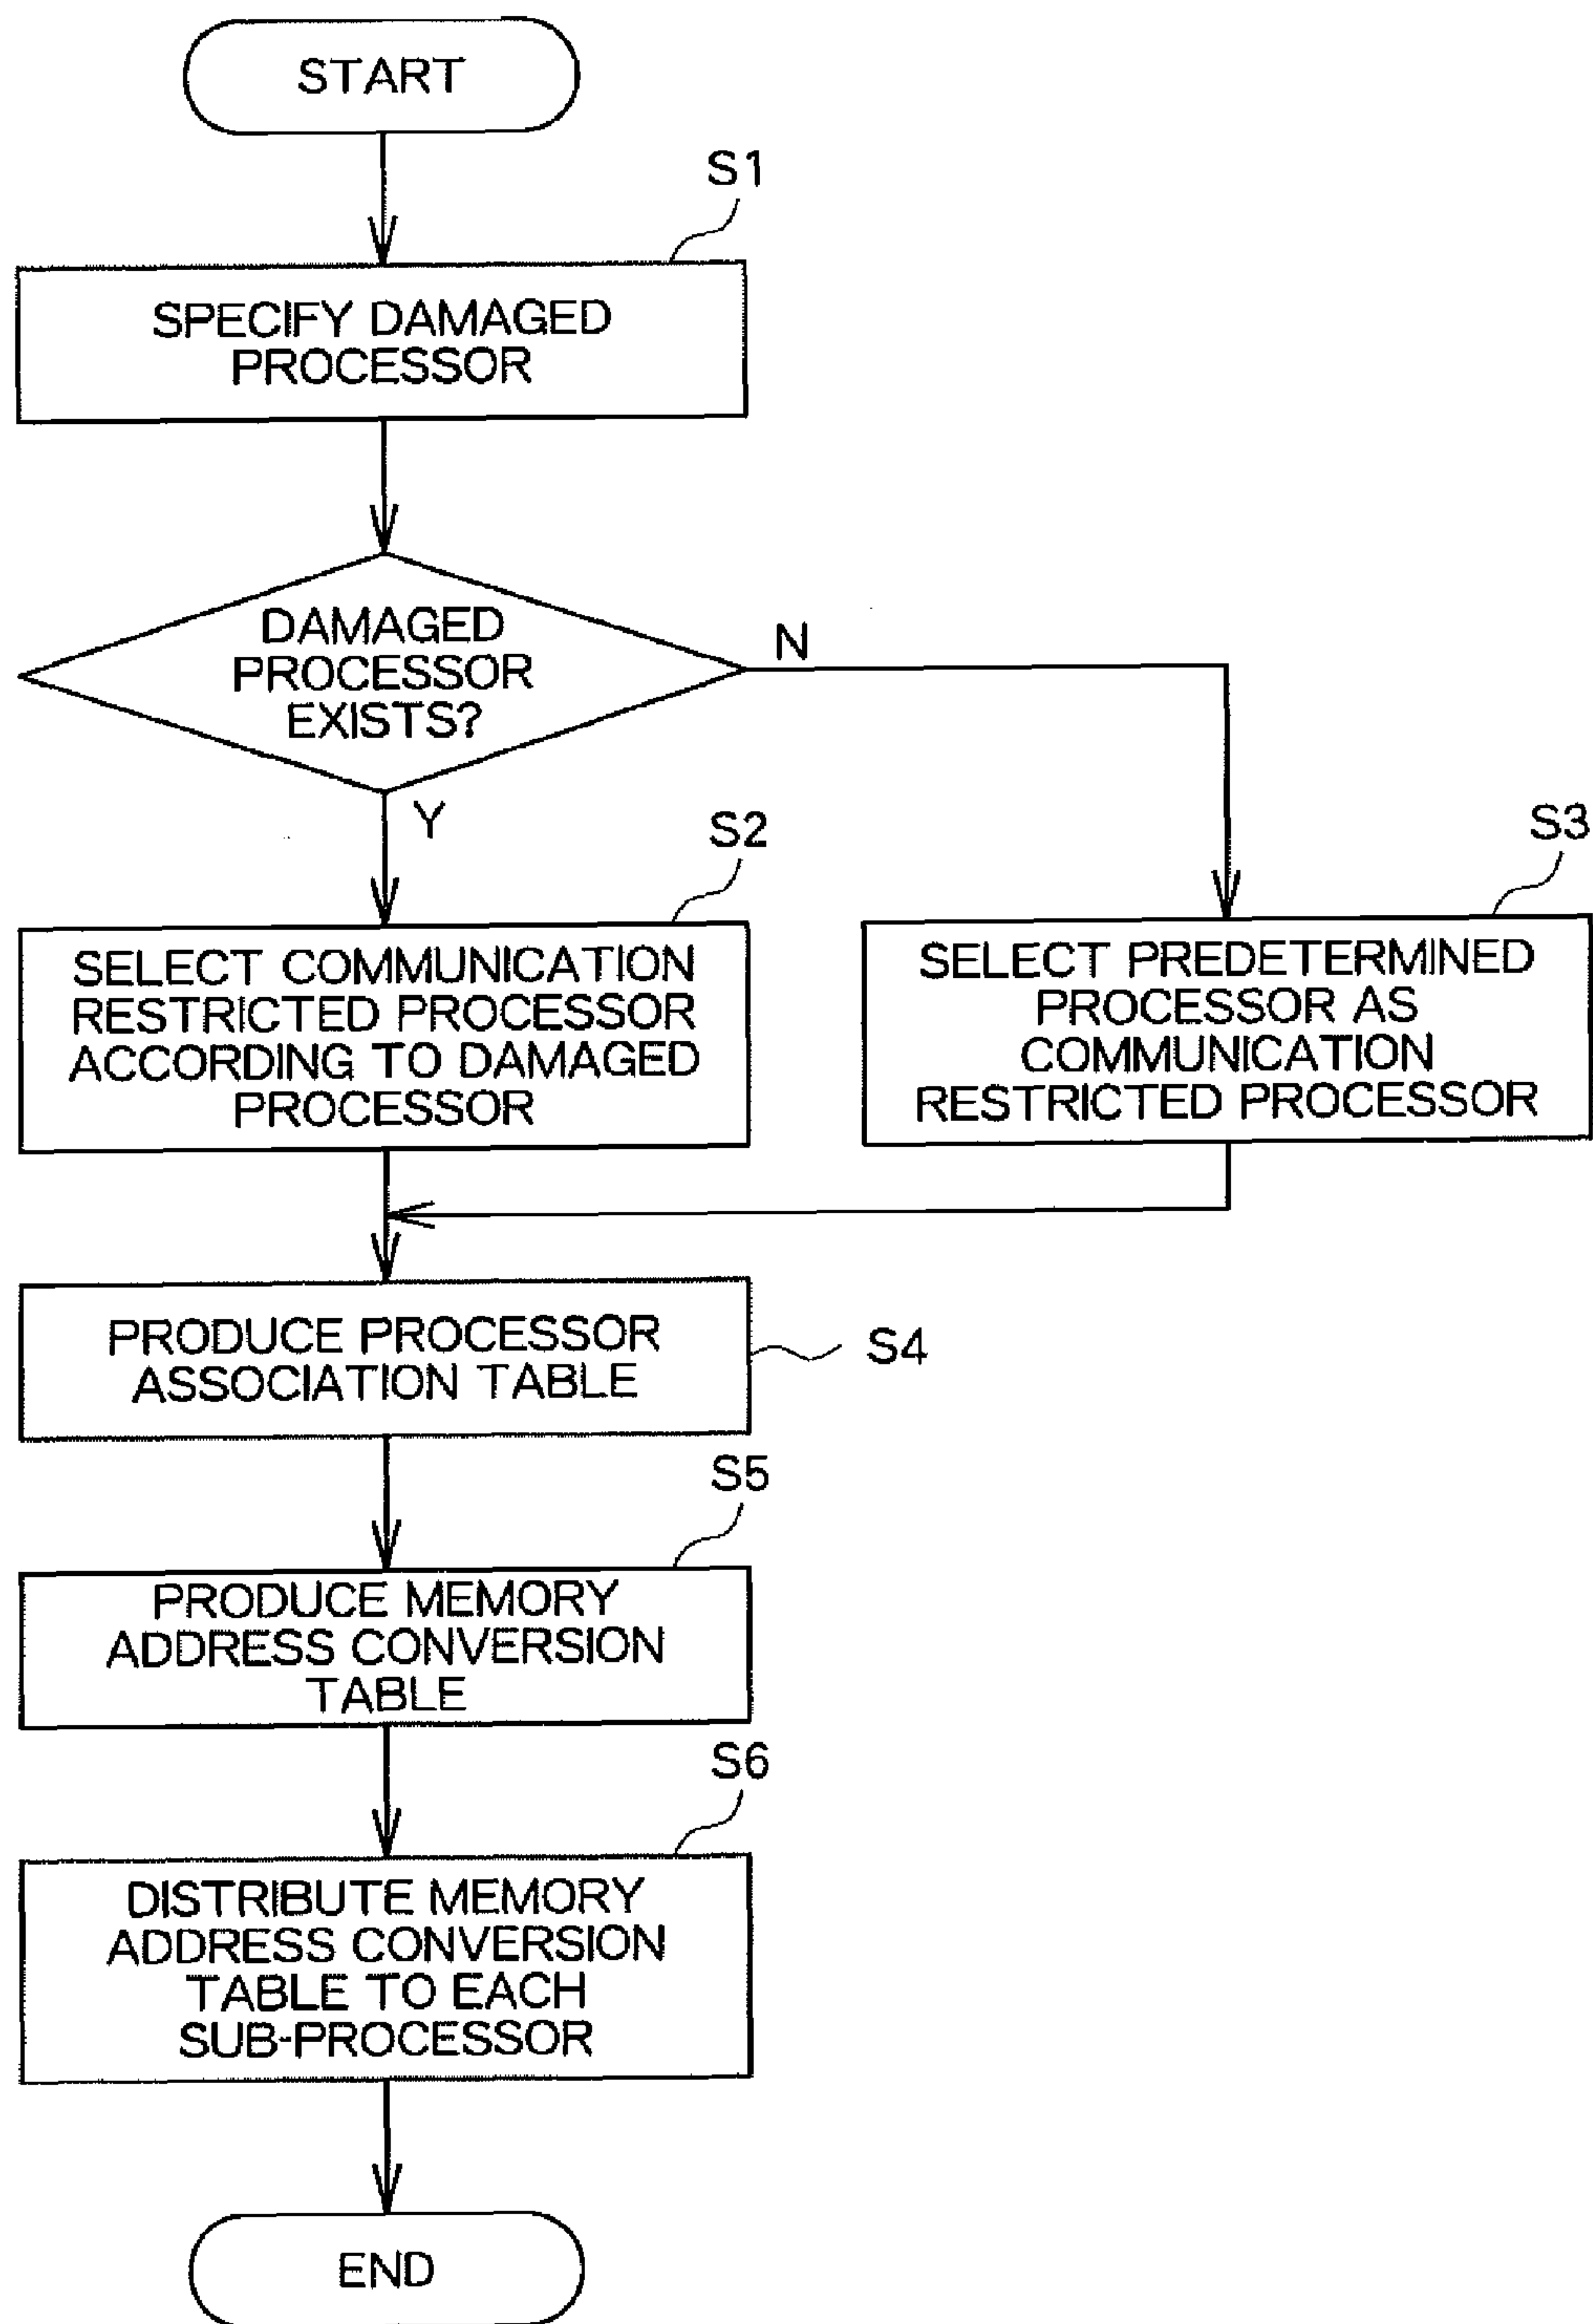 START
S1
SPECIFY DAMAGED
PROCESSOR
DAMAGED
PROCESSOR
EXISTS?
N
Y
S2
SELECT COMMUNICATION
RESTRICTED PROCESSOR
ACCORDING TO DAMAGED
PROCESSOR
S3
SELECT PREDETERMINED
PROCESSOR AS
COMMUNICATION
RESTRICTED PROCESSOR
PRODUCE PROCESSOR
ASSOCIATION TABLE
S4
S5
PRODUCE MEMORY
ADDRESS CONVERSION
TABLE
S6
DISTRIBUTE MEMORY
ADDRESS CONVERSION
TABLE TO EACH
SUB-PROCESSOR
END